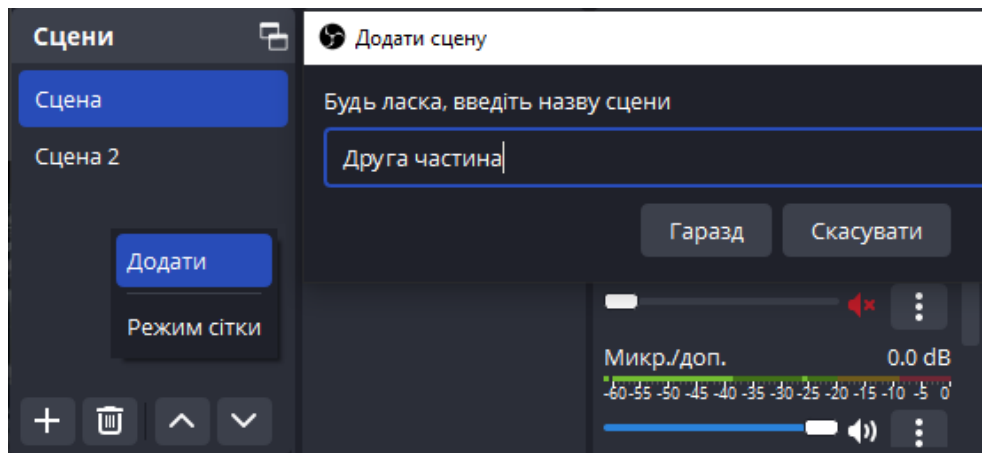 Сцени
Сцена
Сцена 2
Додати
Режим сітки
Додати сцену
Будь ласка, введіть назву сцени
Друга частина
Гаразд
Скасувати
Микр./доп.
0.0 dB
-60 -55 -50 -45 -40 -35 -30 -25 -20 -15 -10 -5 0